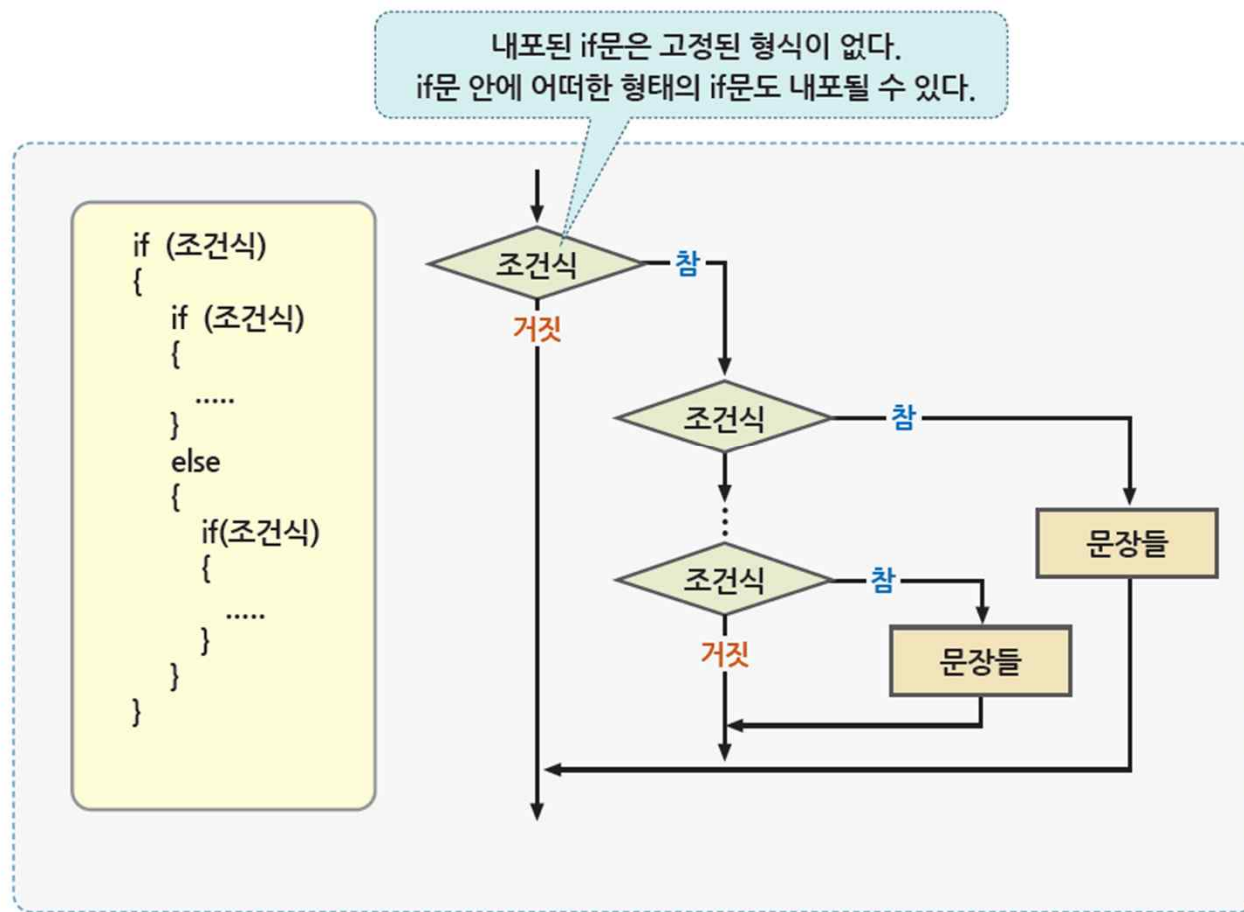 내포된 if문은 고정된 형식이 없다.
if문 안에 어떠한 형태의 if문도 내포될 수 있다.
if (조건식)
{
if (조건식)
{
.....
}
else
{
if(조건식)
{
.....
}
}
}
조건식
참
거짓
조건식
참
문장들
조건식
참
거짓
문장들